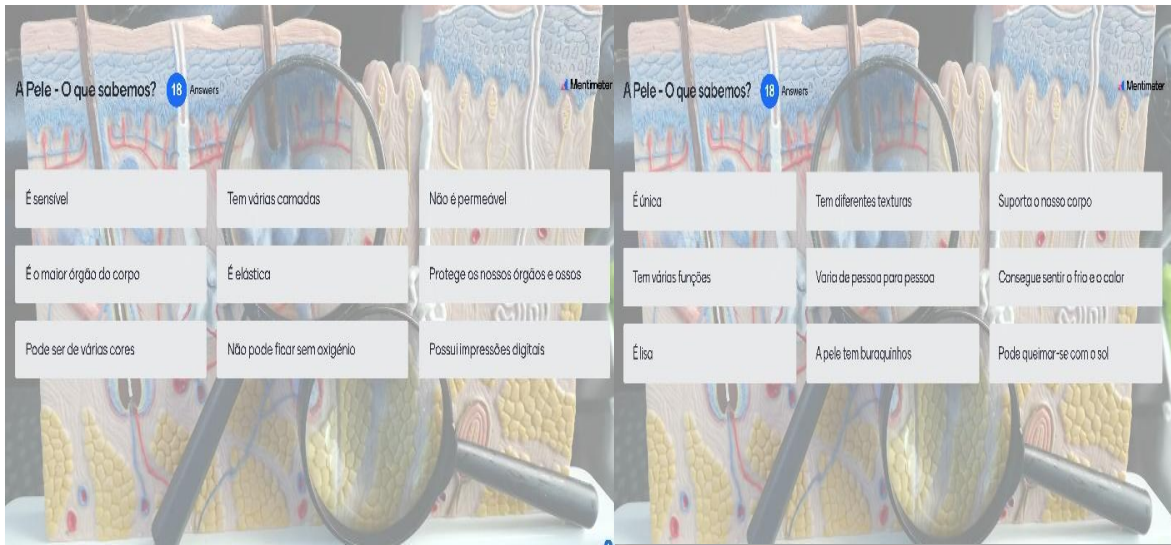 A Pele - O que sabemos? 18 Answers
Mentimeter
É sensível
Tem várias camadas
Não é permeável
É o maior órgão do corpo
É elástica
Protege os nossos órgãos e ossos
Pode ser de várias cores
Não pode ficar sem oxigénio
Possui impressões digitais
A Pele - O que sabemos? 18 Answers
Mentimeter
É única
Tem diferentes texturas
Suporta o nosso corpo
Tem várias funções
Varia de pessoa para pessoa
Consegue sentir o frio e o calor
É lisa
A pele tem buraquinhos
Pode queimar-se com o sol